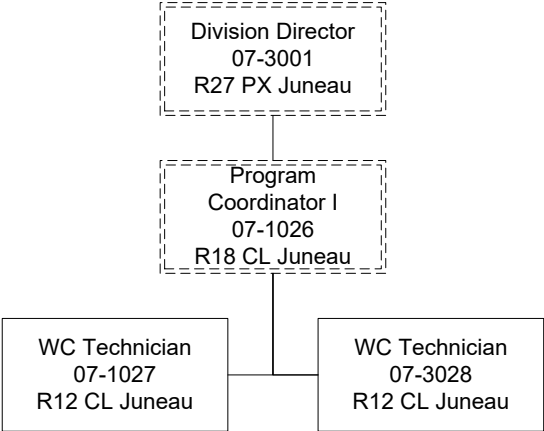 Division Director
07-3001
R27 PX Juneau
Program
Coordinator I
07-1026
R18 CL Juneau
WC Technician
07-1027
R12 CL Juneau
WC Technician
07-3028
R12 CL Juneau